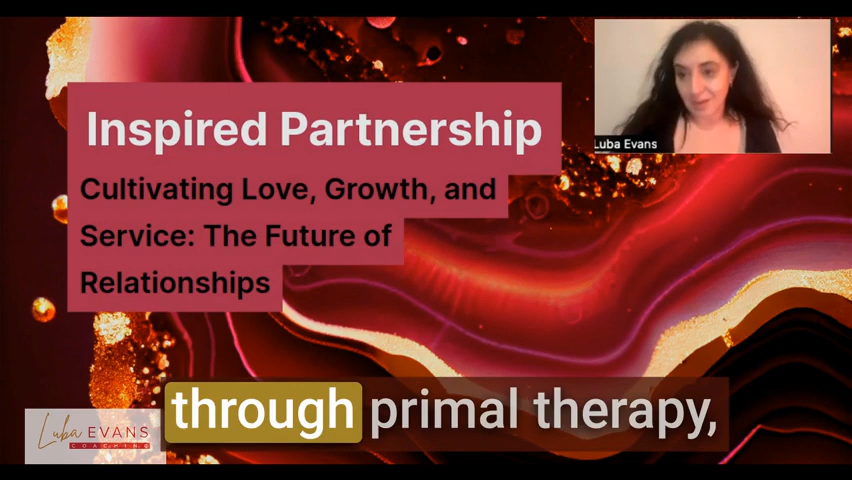 Inspired Partnership
Cultivating Love, Growth, and
Service: The Future of
Relationships
Luba Evans
through primal therapy,
Luba EVANS
COACHING